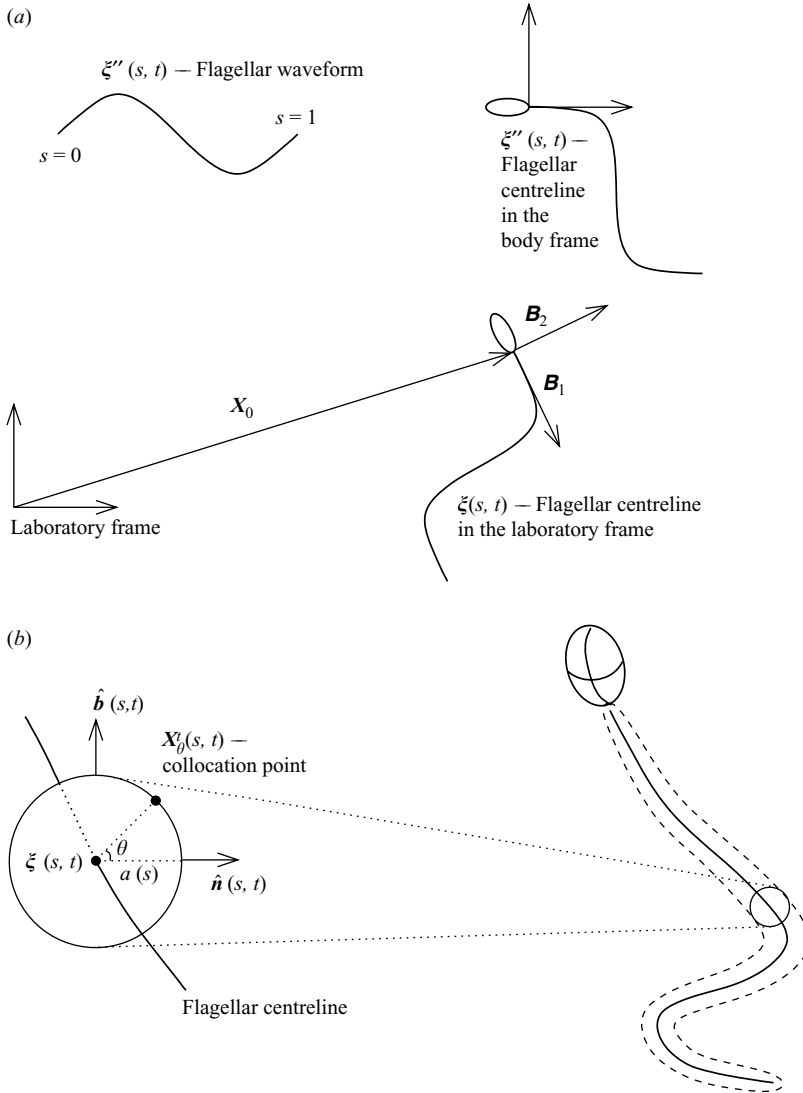 (a)
ξ″ (s, t) — Flagellar waveform
s = 0
s = 1
ξ″ (s, t) —
Flagellar
centreline
in the
body frame
B₂
B₁
X₀
Laboratory frame
ξ(s, t) — Flagellar centreline
in the laboratory frame
(b)
b̂ (s,t)
Xᵗ_θ(s, t) —
collocation point
ξ (s, t)
θ
a (s)
n̂ (s, t)
Flagellar centreline